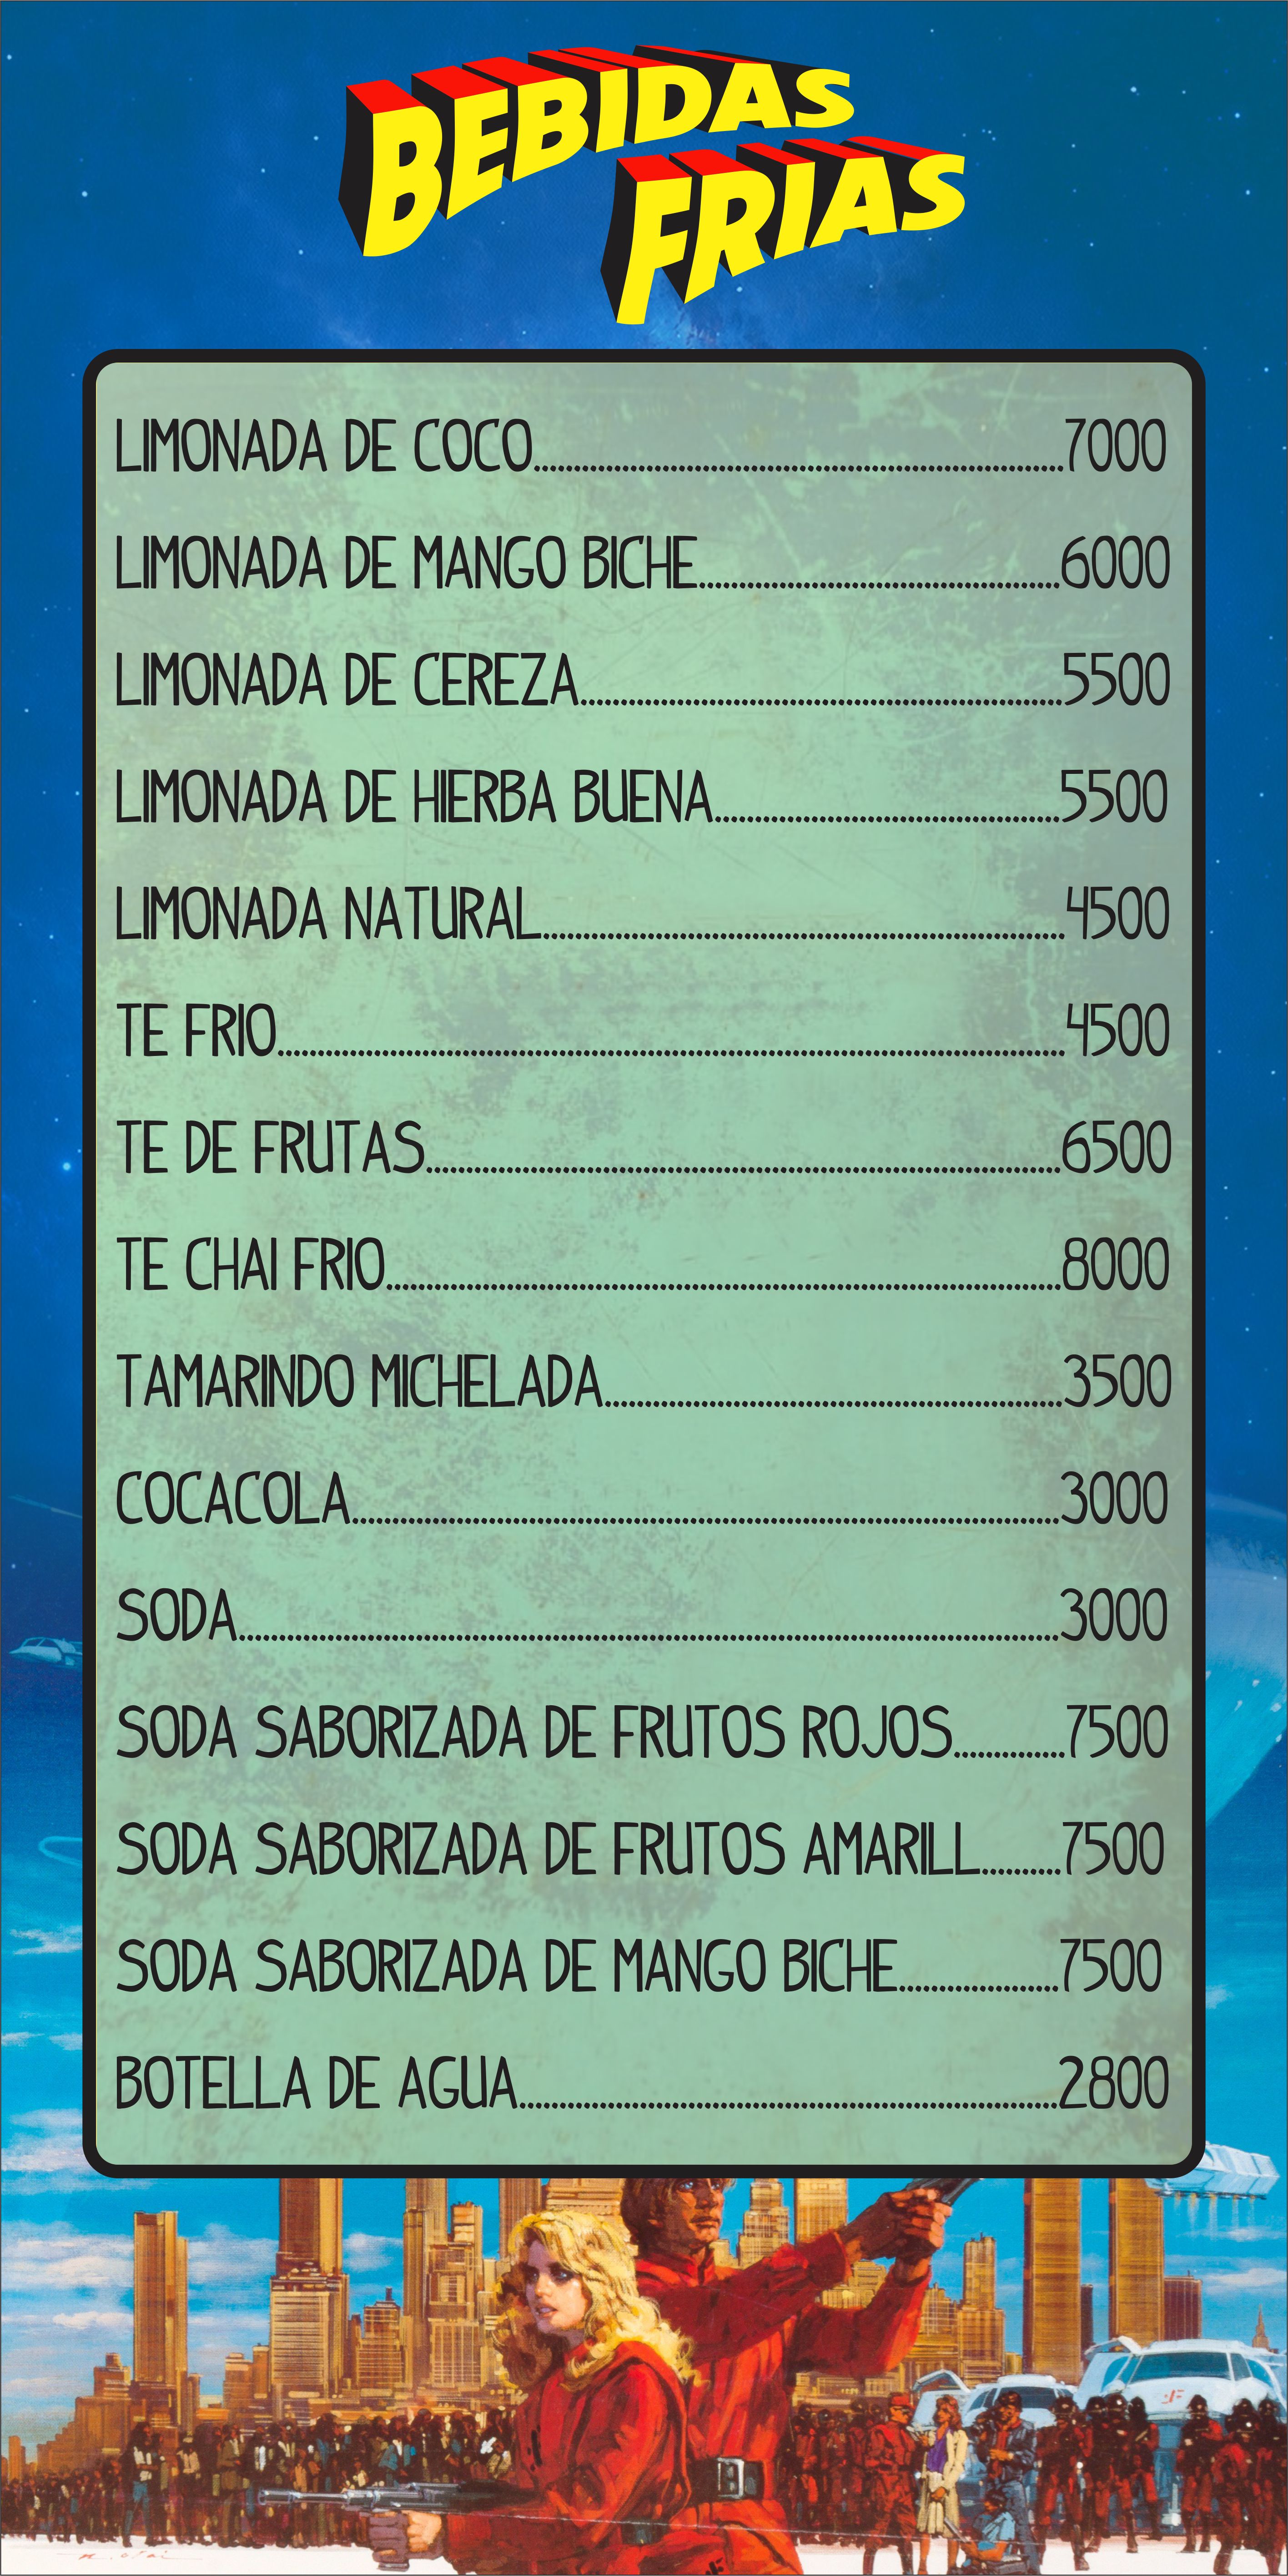 BEBIDAS
FRIAS
LIMONADA DE COCO..................................................................7000
LIMONADA DE MANGO BICHE.............................................6000
LIMONADA DE CEREZA............................................................5500
LIMONADA DE HIERBA BUENA...........................................5500
LIMONADA NATURAL.................................................................4500
TE FRIO..................................................................................................4500
TE DE FRUTAS...............................................................................6500
TE CHAI FRIO....................................................................................8000
TAMARINDO MICHELADA.........................................................3500
COCACOLA........................................................................................3000
SODA......................................................................................................3000
SODA SABORIZADA DE FRUTOS ROJOS..............7500
SODA SABORIZADA DE FRUTOS AMARILL..........7500
SODA SABORIZADA DE MANGO BICHE....................7500
BOTELLA DE AGUA...................................................................2800